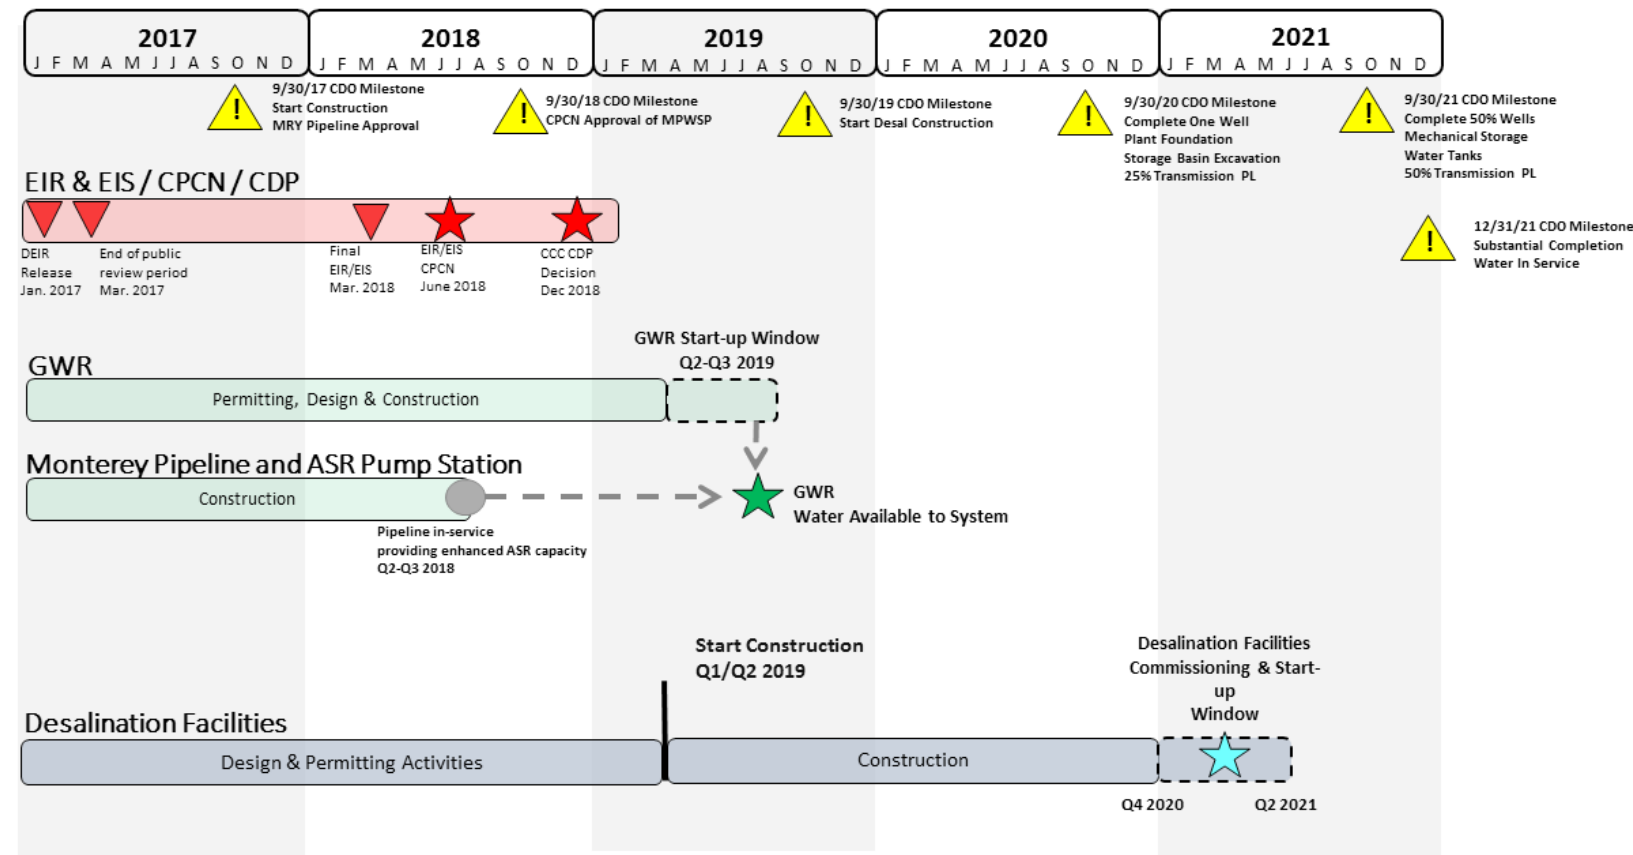 2017
J F M A M J J A S O N D
2018
J F M A M J J A S O N D
2019
J F M A M J J A S O N D
2020
J F M A M J J A S O N D
2021
J F M A M J J A S O N D
!
9/30/17 CDO Milestone
Start Construction
MRY Pipeline Approval
!
9/30/18 CDO Milestone
CPCN Approval of MPWSP
!
9/30/19 CDO Milestone
Start Desal Construction
!
9/30/20 CDO Milestone
Complete One Well
Plant Foundation
Storage Basin Excavation
25% Transmission PL
!
9/30/21 CDO Milestone
Complete 50% Wells
Mechanical Storage
Water Tanks
50% Transmission PL
!
12/31/21 CDO Milestone
Substantial Completion
Water In Service
EIR & EIS / CPCN / CDP
DEIR
Release
Jan. 2017
End of public
review period
Mar. 2017
Final
EIR/EIS
Mar. 2018
EIR/EIS
CPCN
June 2018
CCC CDP
Decision
Dec 2018
GWR Start-up Window
Q2-Q3 2019
GWR
Permitting, Design & Construction
Monterey Pipeline and ASR Pump Station
Construction
GWR
Water Available to System
Pipeline in-service
providing enhanced ASR capacity
Q2-Q3 2018
Start Construction
Q1/Q2 2019
Desalination Facilities
Commissioning & Start-
up
Window
Desalination Facilities
Design & Permitting Activities
Construction
Q4 2020
Q2 2021